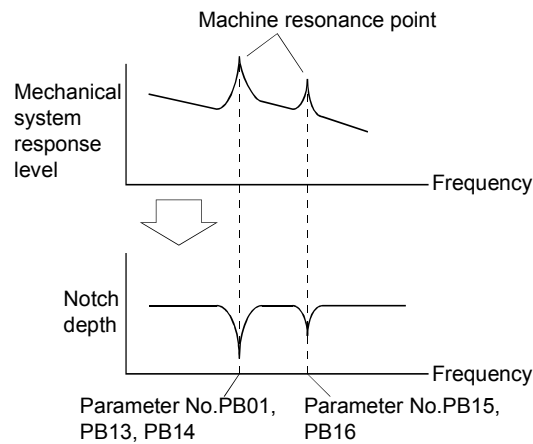 Machine resonance point
Mechanical
system
response
level
Frequency
Notch
depth
Frequency
Parameter No.PB01,
PB13, PB14
Parameter No.PB15,
PB16